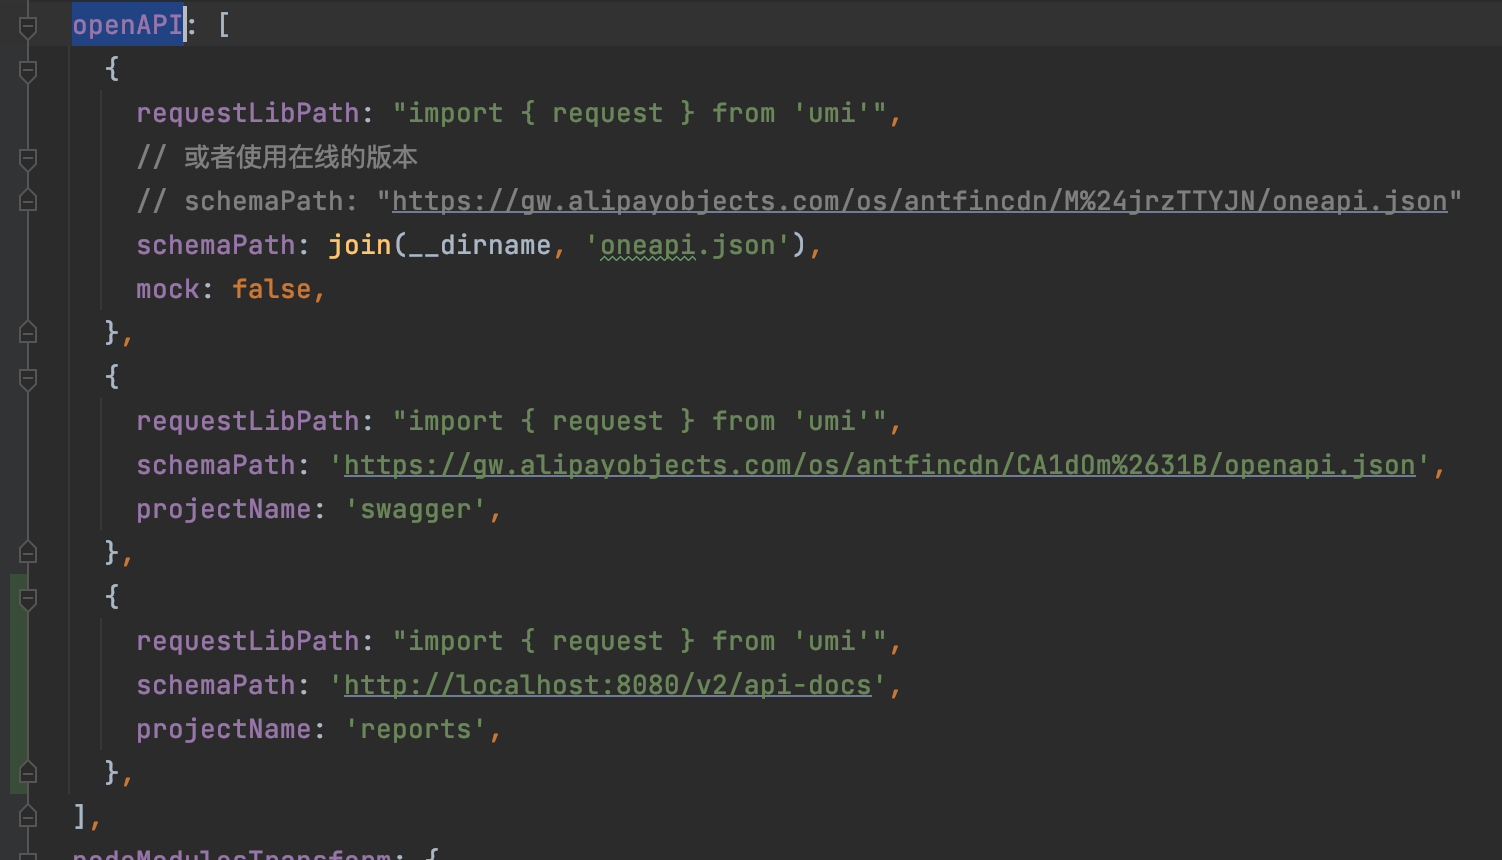 openAPI: [
{
requestLibPath: "import { request } from 'umi'",
// 或者使用在线的版本
// schemaPath: "https://gw.alipayobjects.com/os/antfincdn/M%24jrzTTYJN/oneapi.json"
schemaPath: join(__dirname, 'oneapi.json'),
mock: false,
},
{
requestLibPath: "import { request } from 'umi'",
schemaPath: 'https://gw.alipayobjects.com/os/antfincdn/CA1dOm%2631B/openapi.json',
projectName: 'swagger',
},
{
requestLibPath: "import { request } from 'umi'",
schemaPath: 'http://localhost:8080/v2/api-docs',
projectName: 'reports',
},
],
nodeModulesTransform: {